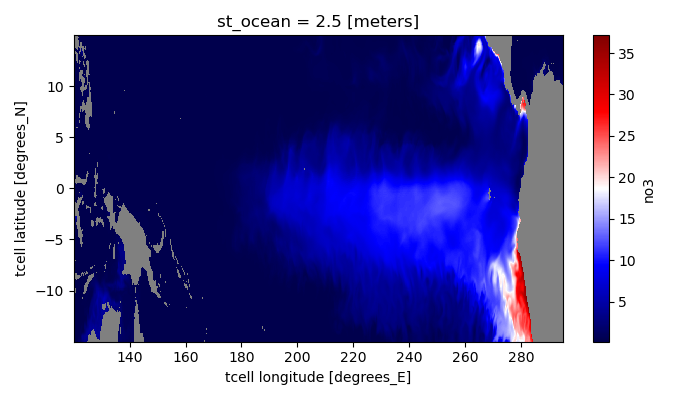 st_ocean = 2.5 [meters]
10
5
0
−5
−10
tcell latitude [degrees_N]
140 160 180 200 220 240 260 280
tcell longitude [degrees_E]
35
30
25
20
15
10
5
no3